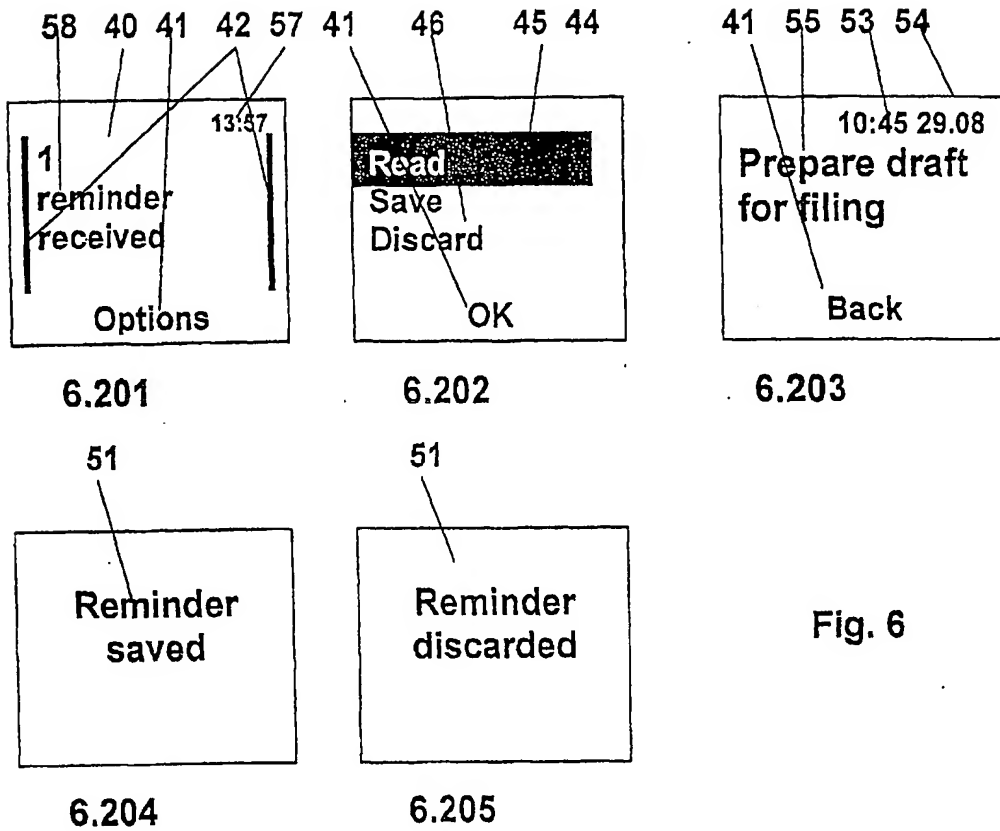 58 40 41 42 57 41 46 45 44 41 55 53 54
13:57
1
reminder
received
Options
6.201
Read
Save
Discard
OK
6.202
10:45 29.08
Prepare draft
for filing
Back
6.203
51
Reminder
saved
6.204
51
Reminder
discarded
6.205
Fig. 6